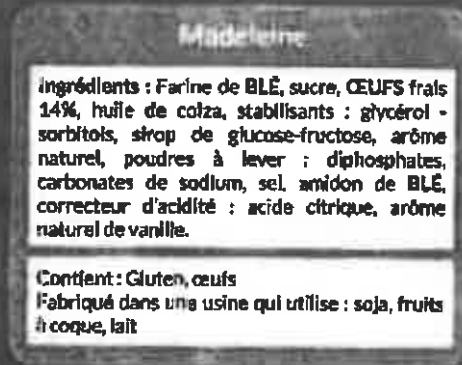 Madeleine
Ingrédients : Farine de BLÉ, sucre, ŒUFS frais
14%, huile de colza, stabilisants : glycérol -
sorbitols, sirop de glucose-fructose, arôme
naturel, poudres à lever : diphosphates,
carbonates de sodium, sel, amidon de BLÉ,
correcteur d'acidité : acide citrique, arôme
naturel de vanille.
Contient : Gluten, œufs
Fabriqué dans une usine qui utilise : soja, fruits
à coque, lait